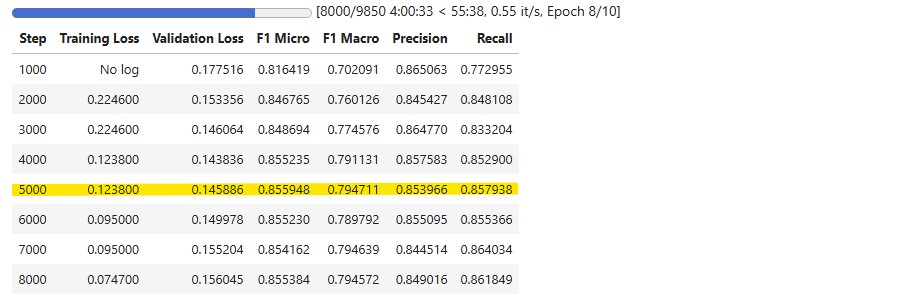 [8000/9850 4:00:33 < 55:38, 0.55 it/s, Epoch 8/10]
Step Training Loss Validation Loss F1 Micro F1 Macro Precision Recall
1000 No log 0.177516 0.816419 0.702091 0.865063 0.772955
2000 0.224600 0.153356 0.846765 0.760126 0.845427 0.848108
3000 0.224600 0.146064 0.848694 0.774576 0.864770 0.833204
4000 0.123800 0.143836 0.855235 0.791131 0.857583 0.852900
5000 0.123800 0.145886 0.855948 0.794711 0.853966 0.857938
6000 0.095000 0.149978 0.855230 0.789792 0.855095 0.855366
7000 0.095000 0.155204 0.854162 0.794639 0.844514 0.864034
8000 0.074700 0.156045 0.855384 0.794572 0.849016 0.861849